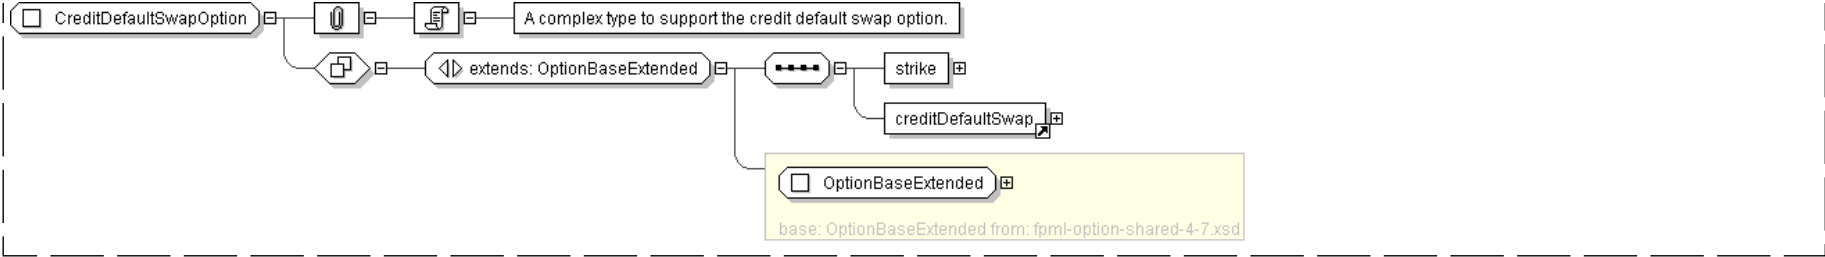 CreditDefaultSwapOption
A complex type to support the credit default swap option.
extends: OptionBaseExtended
strike
creditDefaultSwap
OptionBaseExtended
base: OptionBaseExtended from: fpml-option-shared-4-7.xsd